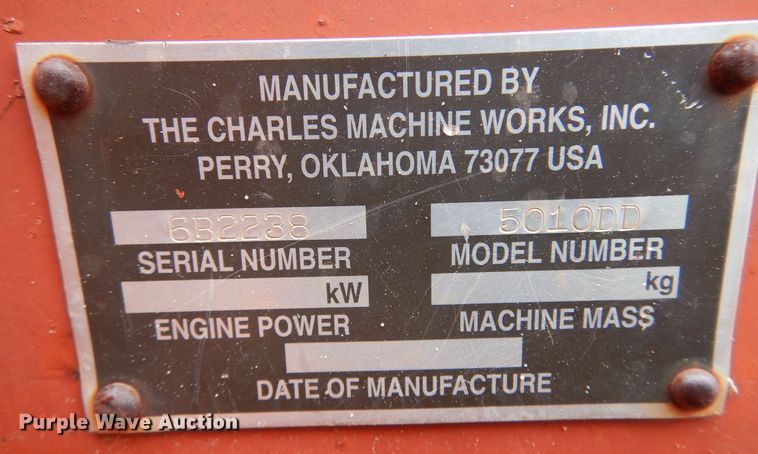 MANUFACTURED BY
THE CHARLES MACHINE WORKS, INC.
PERRY, OKLAHOMA 73077 USA
6B2238 5010DD
SERIAL NUMBER MODEL NUMBER
kW kg
ENGINE POWER MACHINE MASS
DATE OF MANUFACTURE
Purple Wave Auction